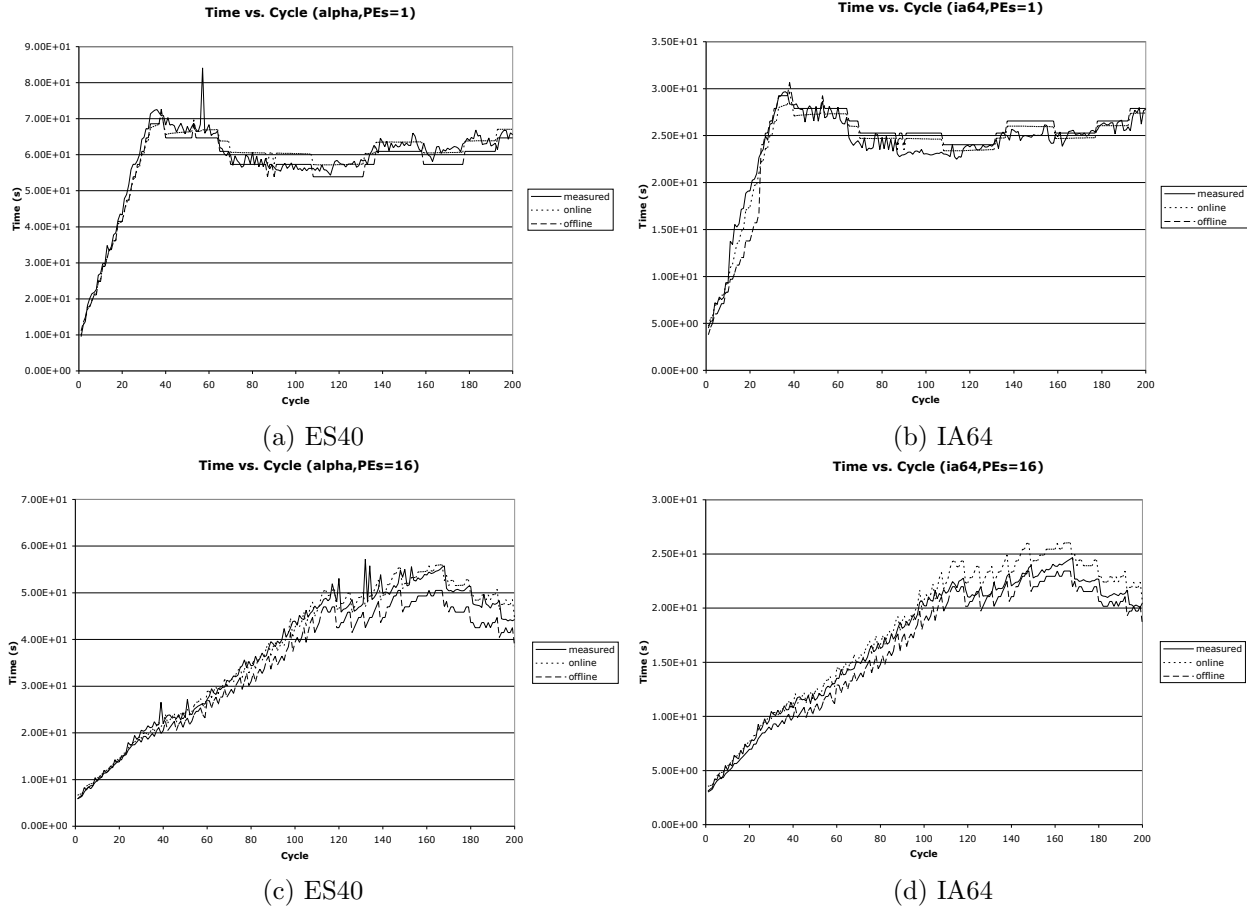 Time vs. Cycle (alpha,PEs=1)
9.00E+01
8.00E+01
7.00E+01
6.00E+01
5.00E+01
4.00E+01
3.00E+01
2.00E+01
1.00E+01
0.00E+00
Time (s)
0 20 40 60 80 100 120 140 160 180 200
Cycle
measured
online
offline
(a) ES40
Time vs. Cycle (ia64,PEs=1)
3.50E+01
3.00E+01
2.50E+01
2.00E+01
1.50E+01
1.00E+01
5.00E+00
0.00E+00
Time (s)
0 20 40 60 80 100 120 140 160 180 200
Cycle
measured
online
offline
(b) IA64
Time vs. Cycle (alpha,PEs=16)
7.00E+01
6.00E+01
5.00E+01
4.00E+01
3.00E+01
2.00E+01
1.00E+01
0.00E+00
Time (s)
0 20 40 60 80 100 120 140 160 180 200
Cycle
measured
online
offline
(c) ES40
Time vs. Cycle (ia64,PEs=16)
3.00E+01
2.50E+01
2.00E+01
1.50E+01
1.00E+01
5.00E+00
0.00E+00
Time (s)
0 20 40 60 80 100 120 140 160 180 200
Cycle
measured
online
offline
(d) IA64